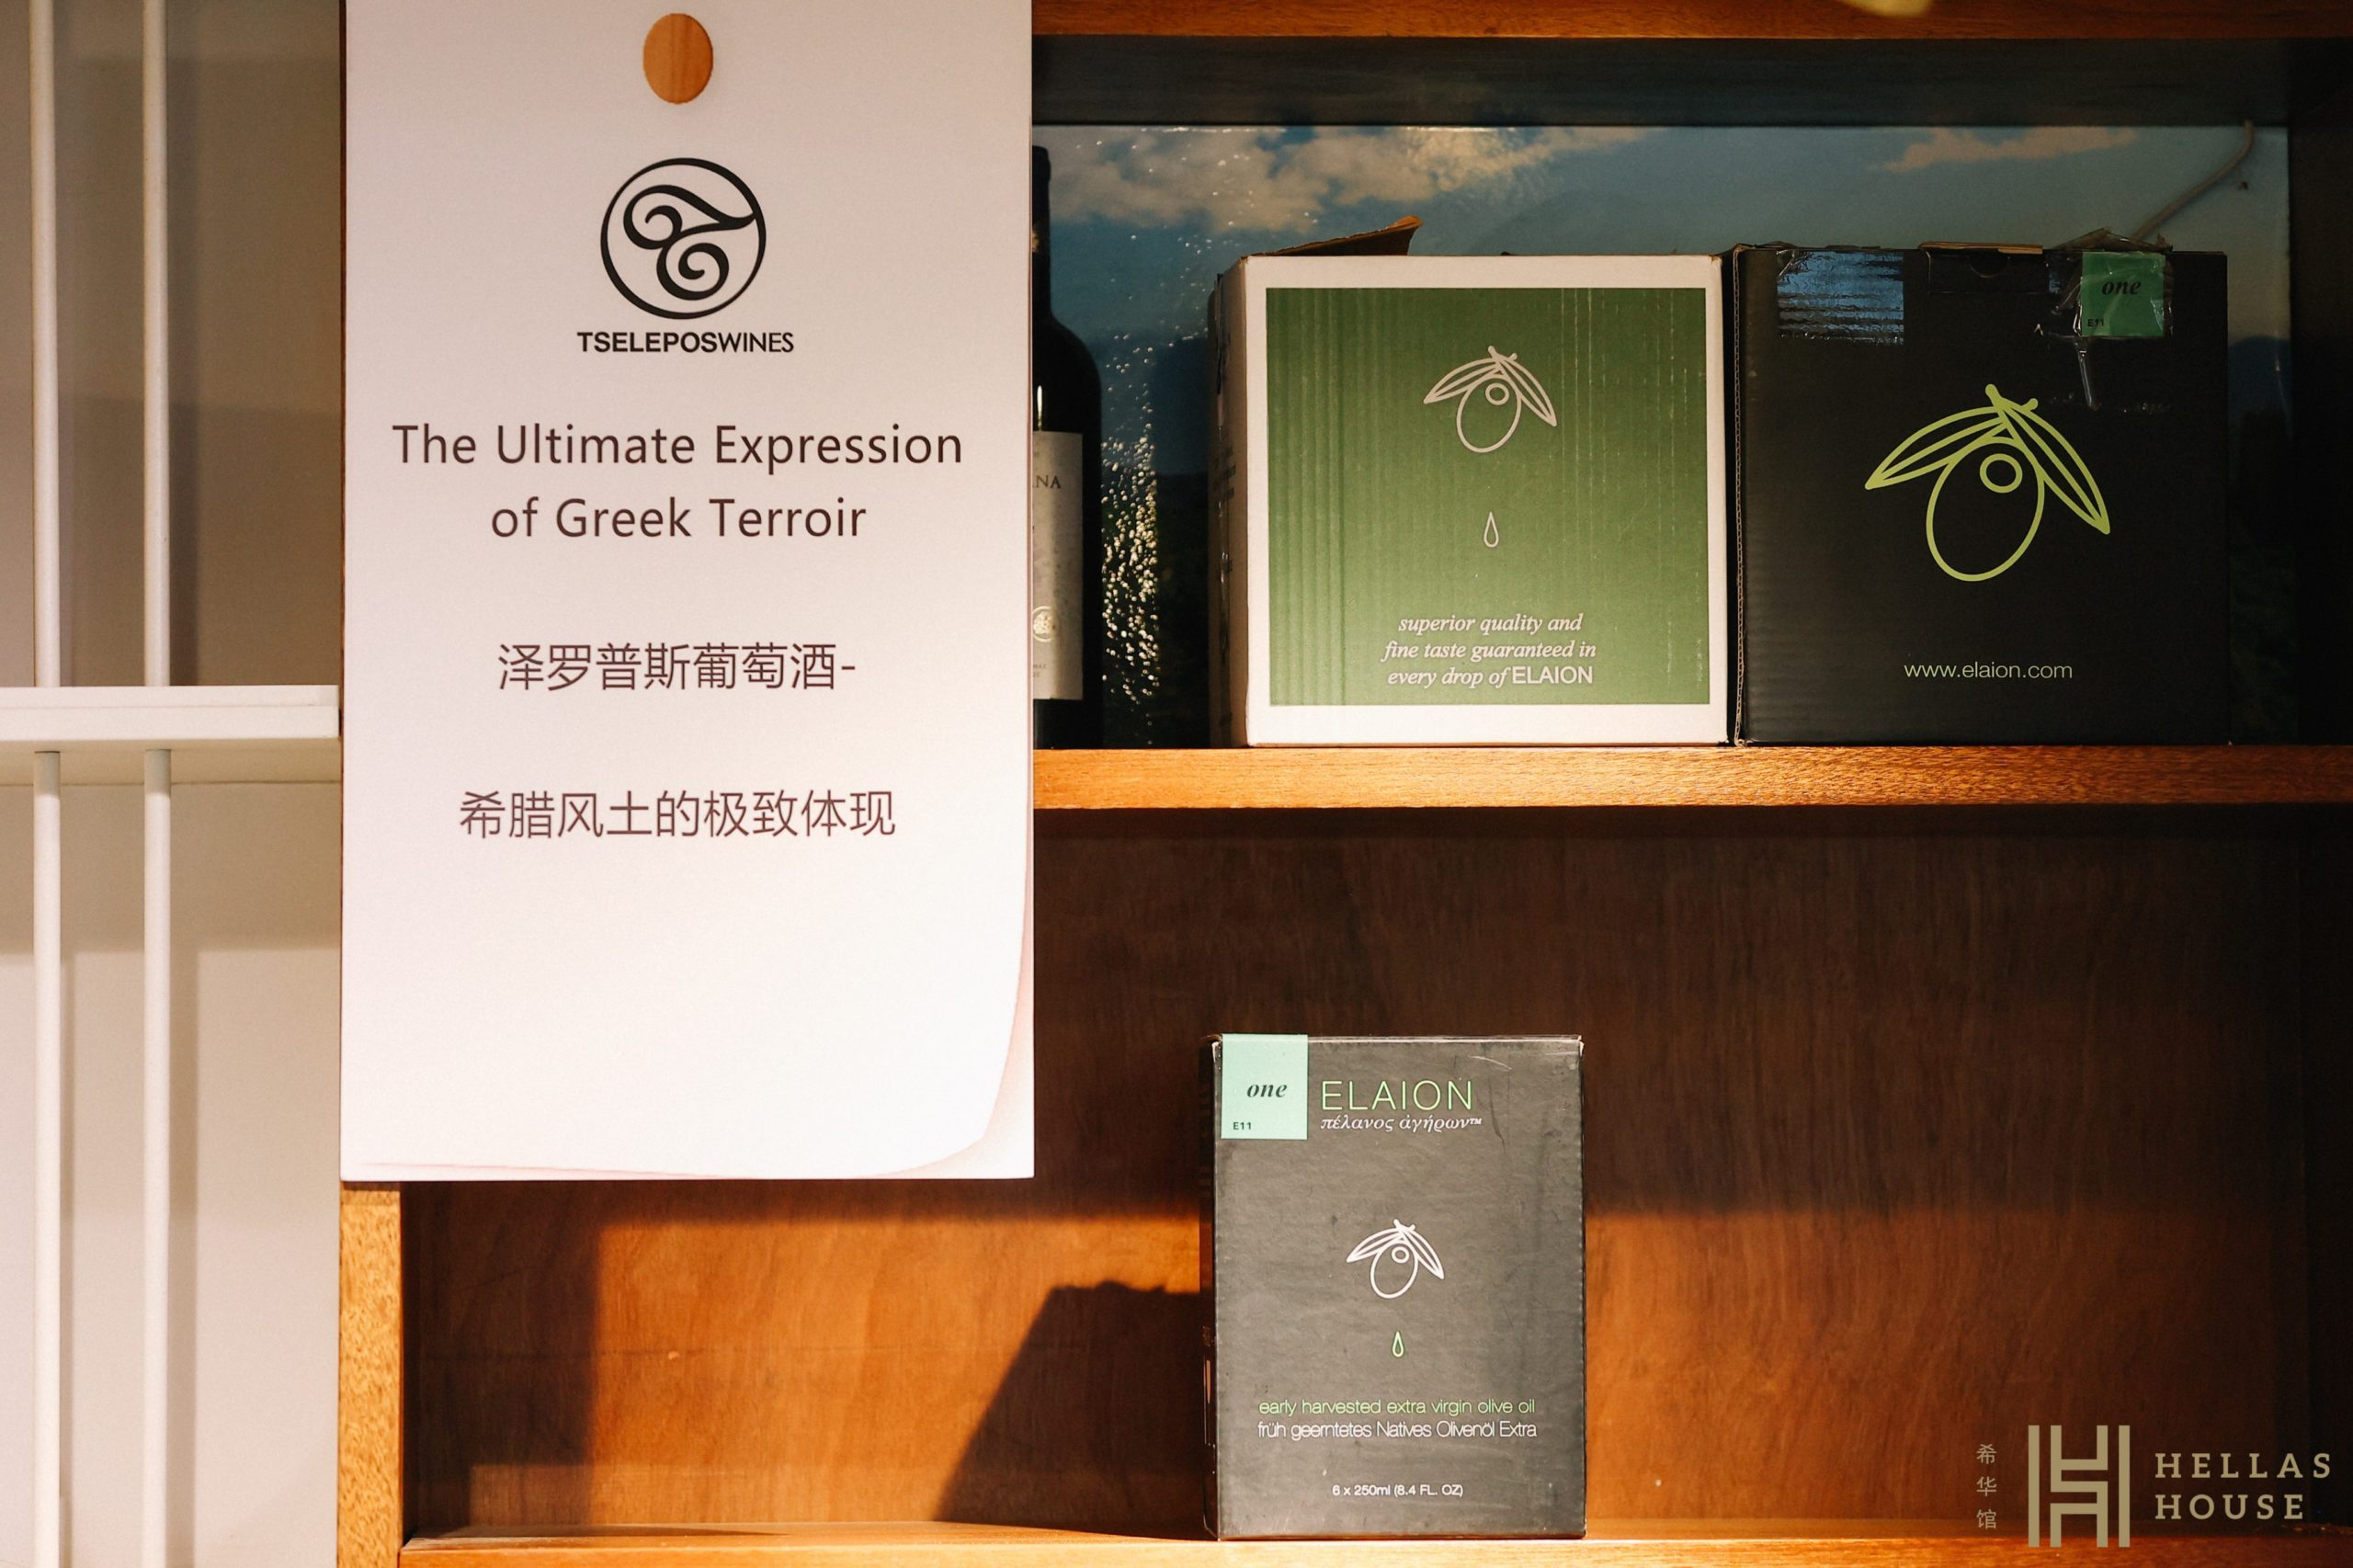 TSELEPOSWINES
The Ultimate Expression
of Greek Terroir
泽罗普斯葡萄酒-
希腊风土的极致体现
superior quality and
fine taste guaranteed in
every drop of ELAION
one
E11
www.elaion.com
one
E11
ELAION
πέλανος ἀγήρων™
early harvested extra virgin olive oil
früh geerntetes Natives Olivenöl Extra
6 x 250ml (8.4 FL. OZ)
希华馆
HELLAS
HOUSE